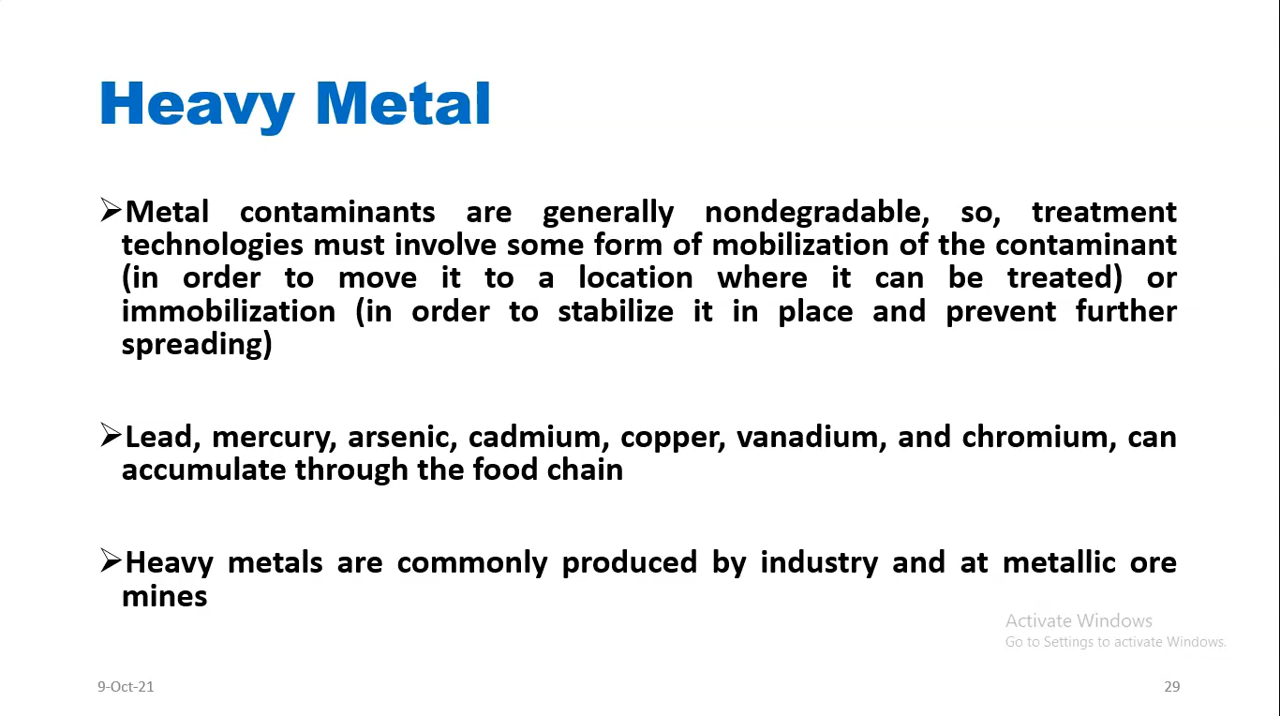 Heavy Metal
➢Metal contaminants are generally nondegradable, so, treatment
technologies must involve some form of mobilization of the contaminant
(in order to move it to a location where it can be treated) or
immobilization (in order to stabilize it in place and prevent further
spreading)
➢Lead, mercury, arsenic, cadmium, copper, vanadium, and chromium, can
accumulate through the food chain
➢Heavy metals are commonly produced by industry and at metallic ore
mines
Activate Windows
Go to Settings to activate Windows.
9-Oct-21
29